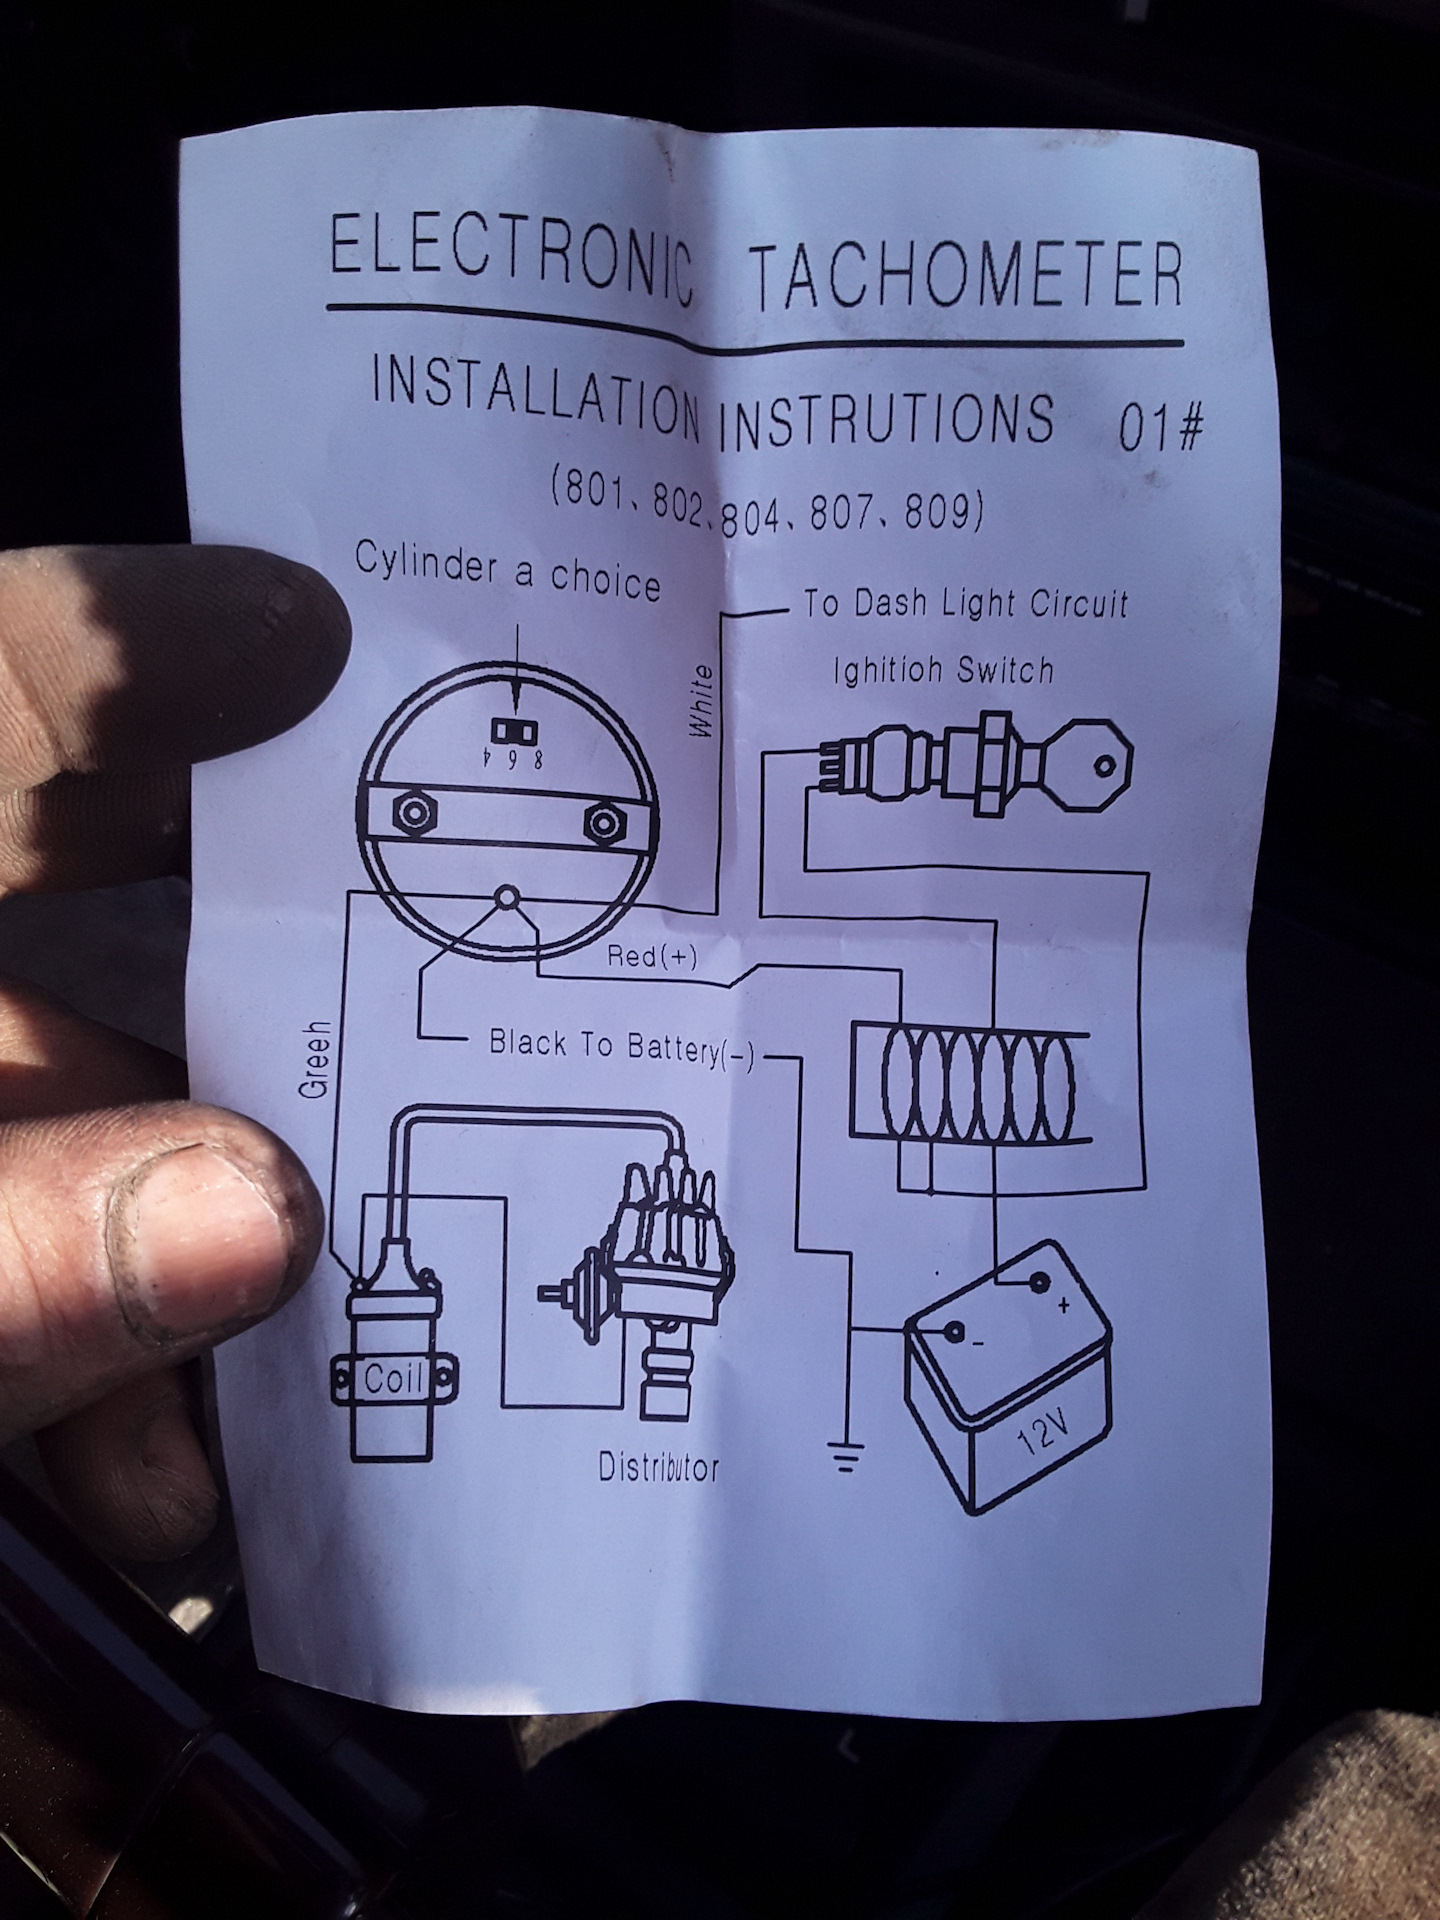 ELECTRONIC TACHOMETER
INSTALLATION INSTRUTIONS 01#
(801、802、804、807、809)
Cylinder a choice
To Dash Light Circuit
Ighitioh Switch
White
4 6 8
Red(+)
Greeh
Black To Battery(-)
Coil
+
-
12V
Distributor